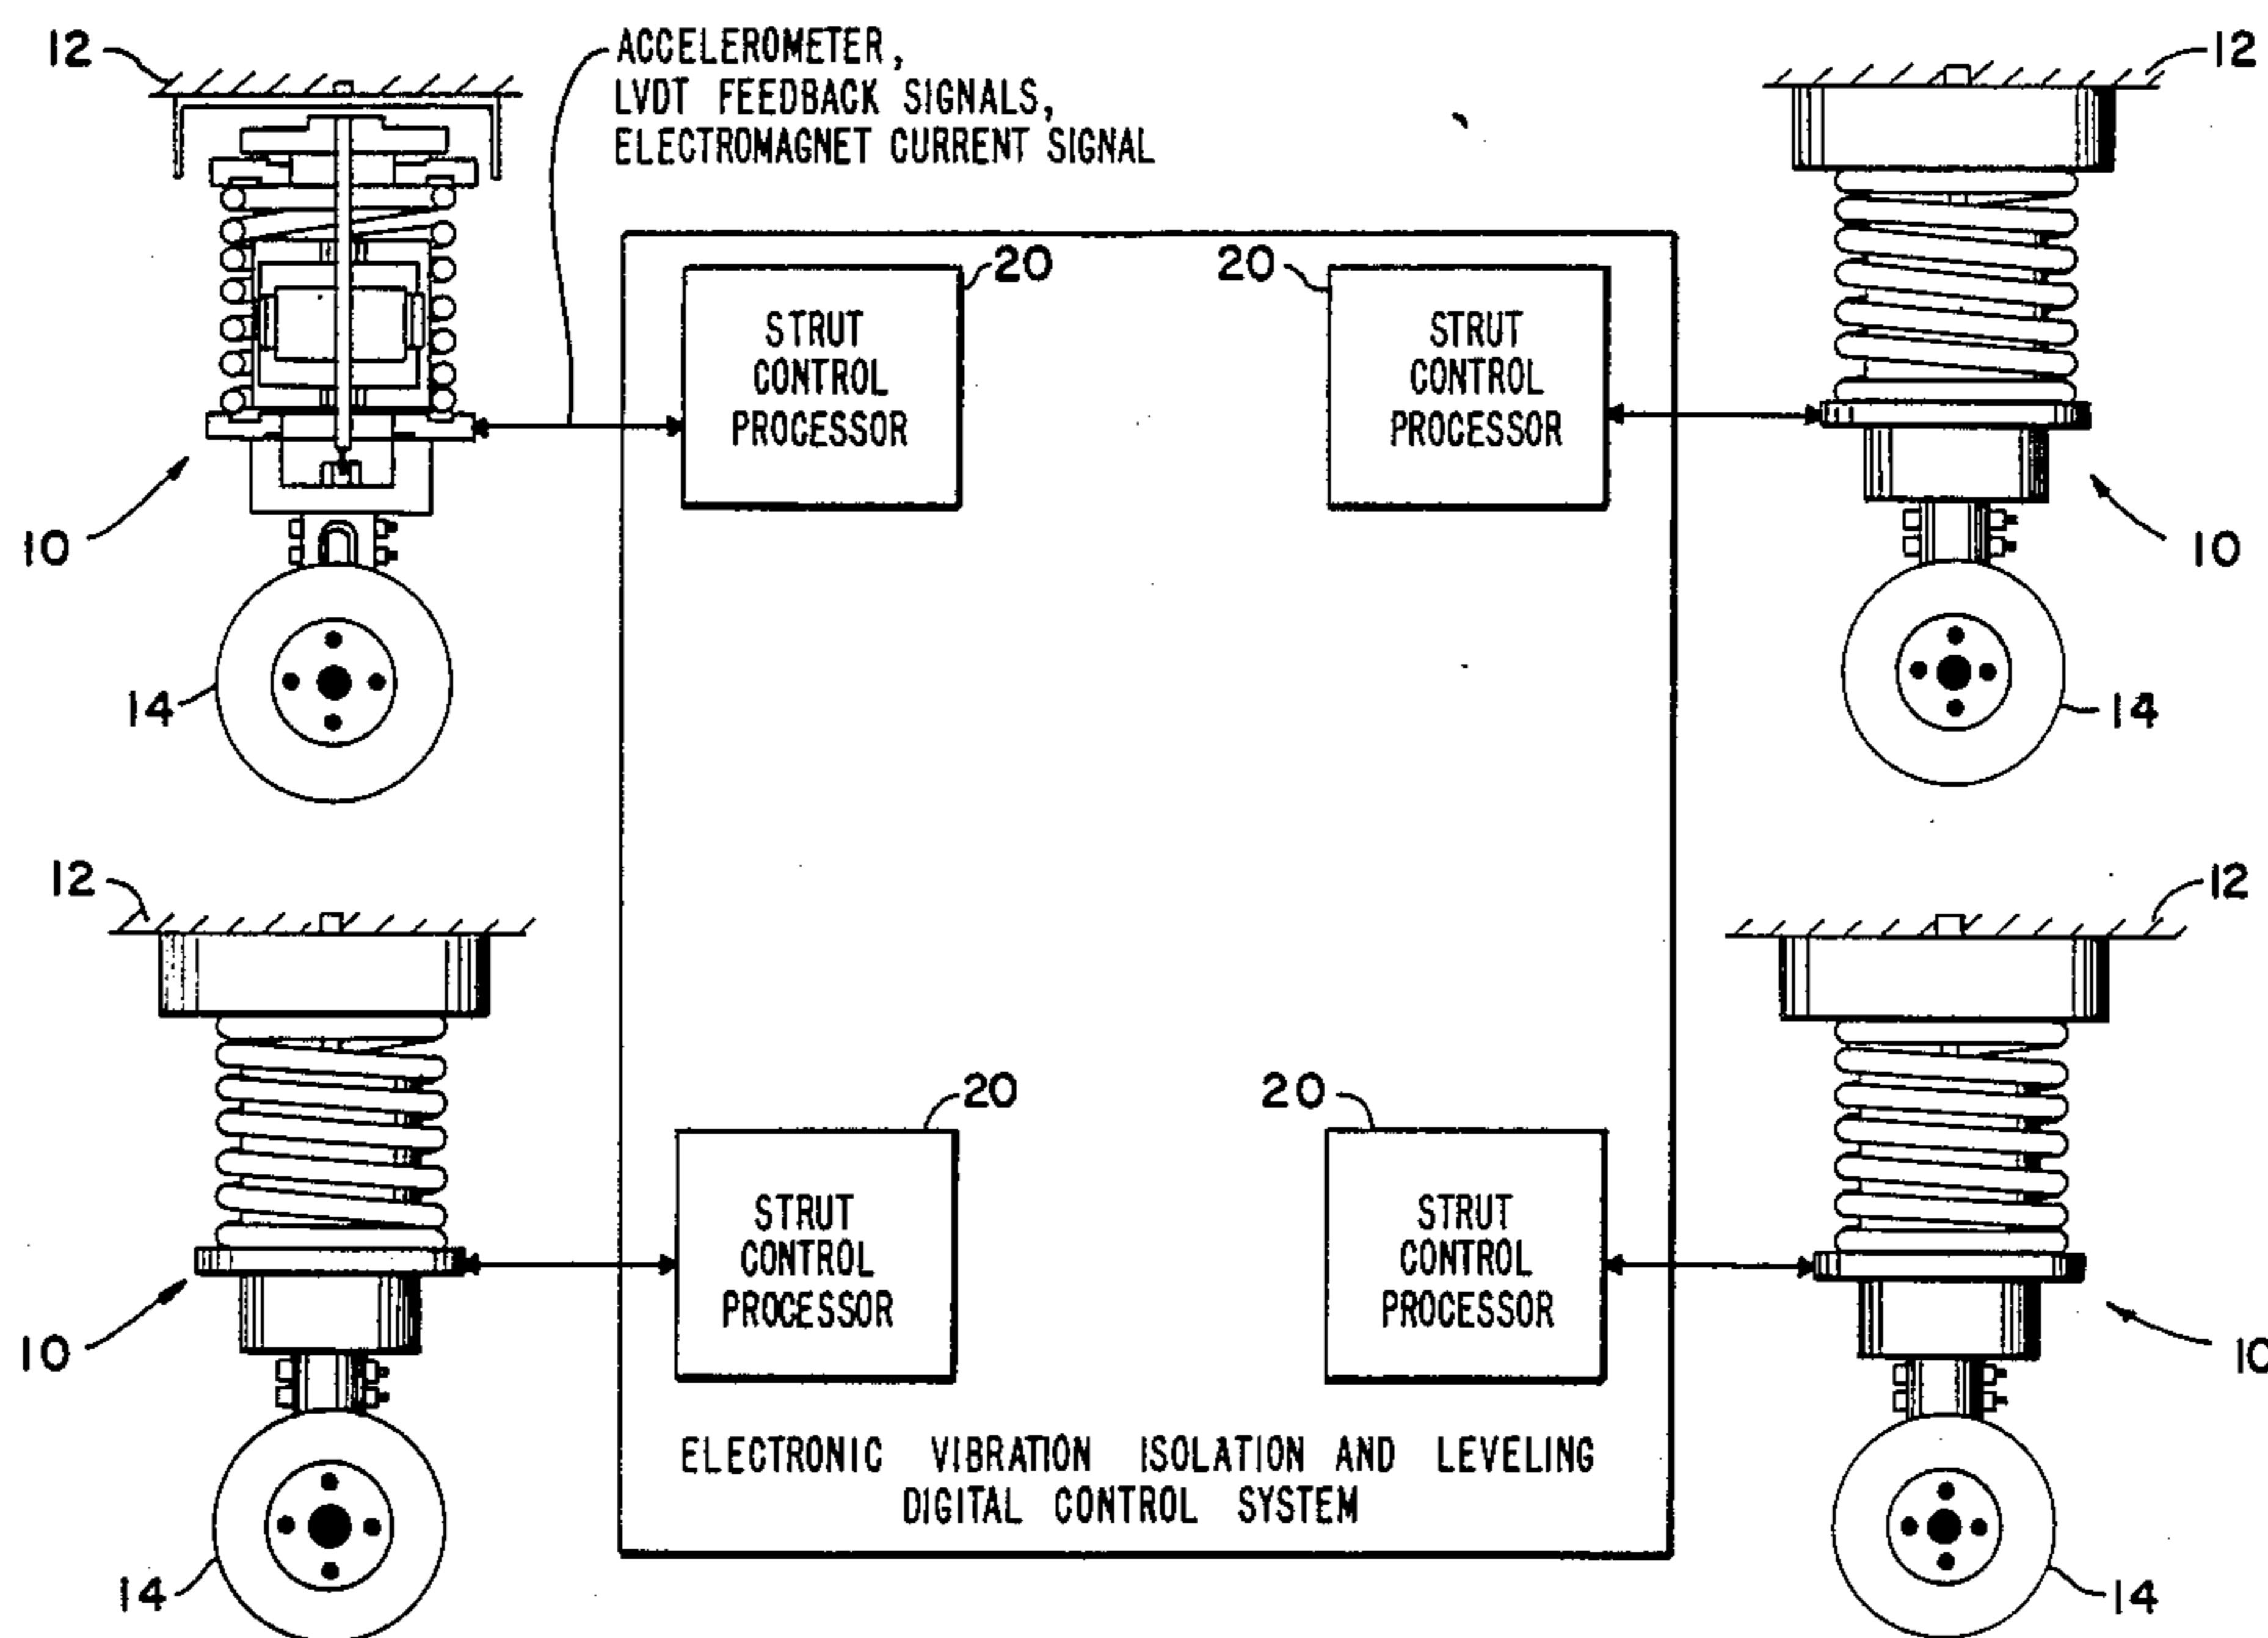 12
ACCELEROMETER,
LVDT FEEDBACK SIGNALS,
ELECTROMAGNET CURRENT SIGNAL
12
20
20
STRUT
CONTROL
PROCESSOR
STRUT
CONTROL
PROCESSOR
10
10
14
14
12
12
20
20
STRUT
CONTROL
PROCESSOR
STRUT
CONTROL
PROCESSOR
10
10
ELECTRONIC VIBRATION ISOLATION AND LEVELING
DIGITAL CONTROL SYSTEM
14
14